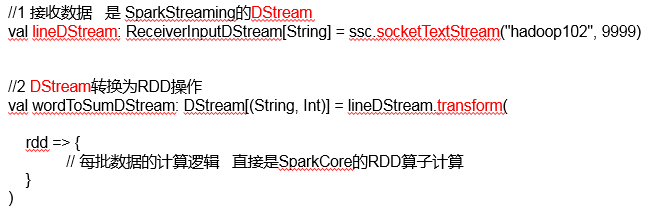 //1 接收数据 是 SparkStreaming的DStream
val lineDStream: ReceiverInputDStream[String] = ssc.socketTextStream("hadoop102", 9999)
//2 DStream转换为RDD操作
val wordToSumDStream: DStream[(String, Int)] = lineDStream.transform(
rdd => {
// 每批数据的计算逻辑 直接是SparkCore的RDD算子计算
}
)